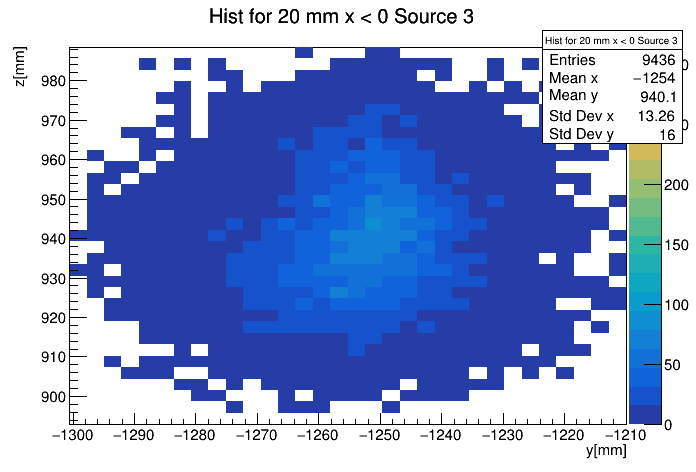 Hist for 20 mm x < 0 Source 3
Hist for 20 mm x < 0 Source 3
Entries 9436
Mean x −1254
Mean y 940.1
Std Dev x 13.26
Std Dev y 16
z[mm]
980
970
960
950
940
930
920
910
900
−1300 −1290 −1280 −1270 −1260 −1250 −1240 −1230 −1220 −1210
y[mm]
200
150
100
50
0